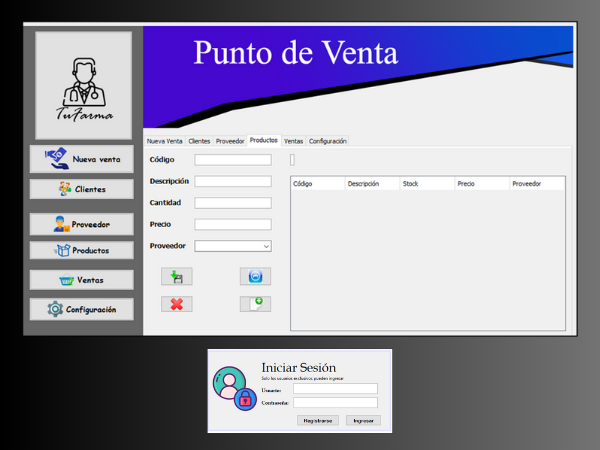 Punto de Venta
TuFarma
Nueva venta
Clientes
Proveedor
Productos
Ventas
Configuración
Nueva Venta Clientes Proveedor Productos Ventas Configuración
Código
Descripción
Cantidad
Precio
Proveedor
Código Descripción Stock Precio Proveedor
Iniciar Sesión
Solo los usuarios exclusivos pueden ingresar
Usuario:
Contraseña:
Registrarse Ingresar